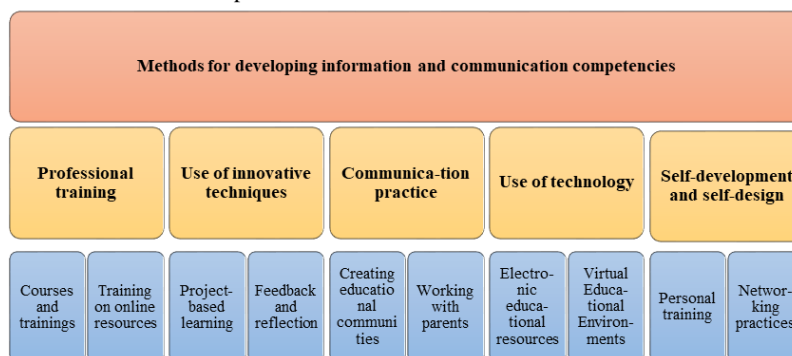 Methods for developing information and communication competencies
Professional
training
Use of innovative
techniques
Communica-tion
practice
Use of technology
Self-development
and self-design
Courses
and
trainings
Training
on online
resources
Project-
based
learning
Feedback
and
reflection
Creating
educatio
nal
communi
ties
Working
with
parents
Electro-
nic
educa-
tional
resources
Virtual
Educa-
tional
Environ-
ments
Personal
training
Networ-
king
practices